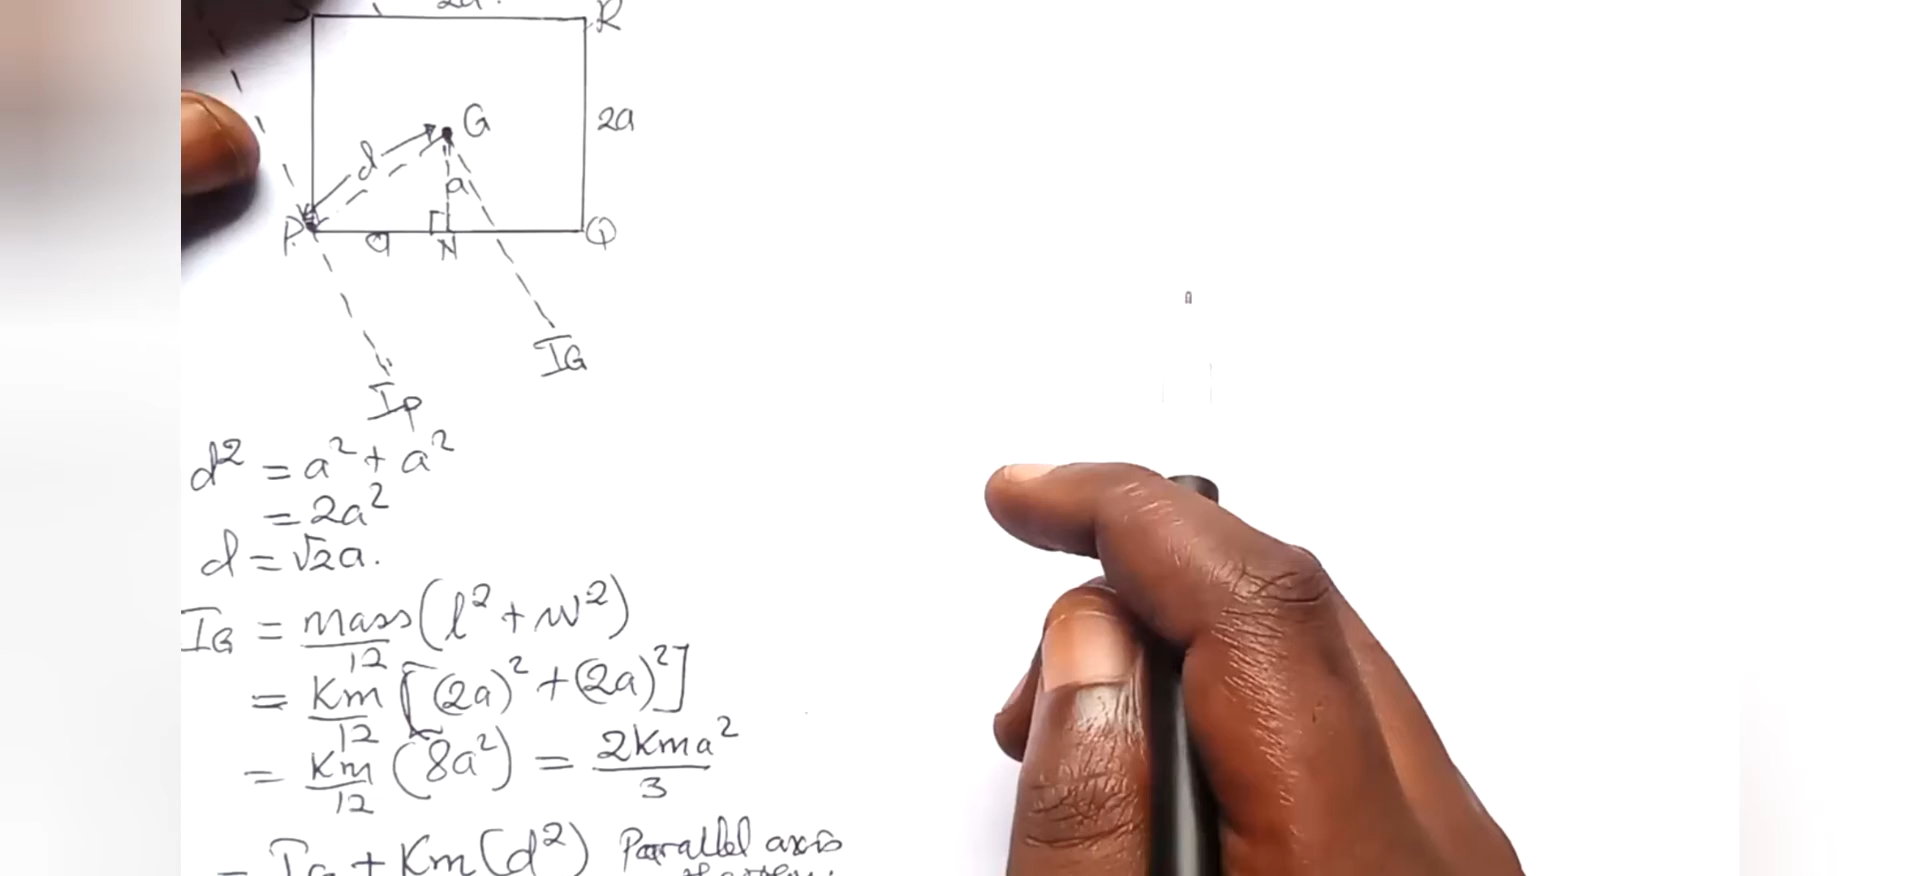 R
2a
G
d
a
P
a
N
Q
IG
Ip
d² = a² + a²
= 2a²
d = √2a.
IG = mass/12 (l² + w²)
= Km/12 [(2a)² + (2a)²]
= Km/12 (8a²) = 2Kma²/3
= IG + Km(d²) Parallel axis